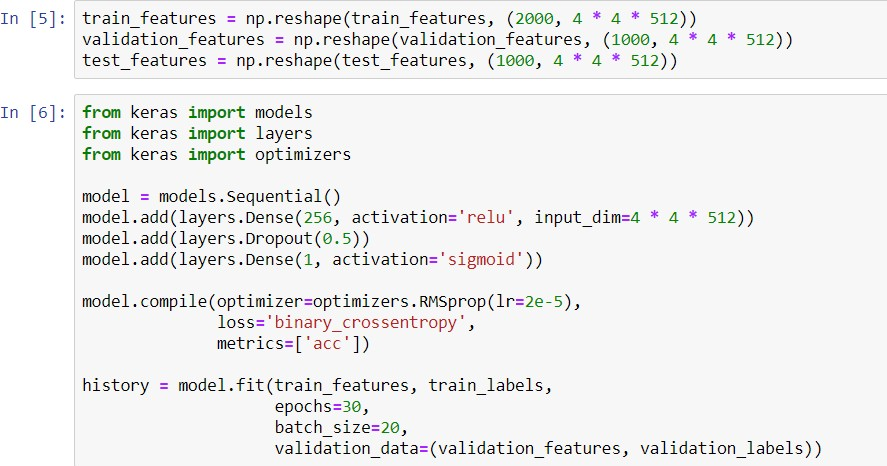 In [5]: train_features = np.reshape(train_features, (2000, 4 * 4 * 512))
validation_features = np.reshape(validation_features, (1000, 4 * 4 * 512))
test_features = np.reshape(test_features, (1000, 4 * 4 * 512))
In [6]: from keras import models
from keras import layers
from keras import optimizers
model = models.Sequential()
model.add(layers.Dense(256, activation='relu', input_dim=4 * 4 * 512))
model.add(layers.Dropout(0.5))
model.add(layers.Dense(1, activation='sigmoid'))
model.compile(optimizer=optimizers.RMSprop(lr=2e-5),
loss='binary_crossentropy',
metrics=['acc'])
history = model.fit(train_features, train_labels,
epochs=30,
batch_size=20,
validation_data=(validation_features, validation_labels))